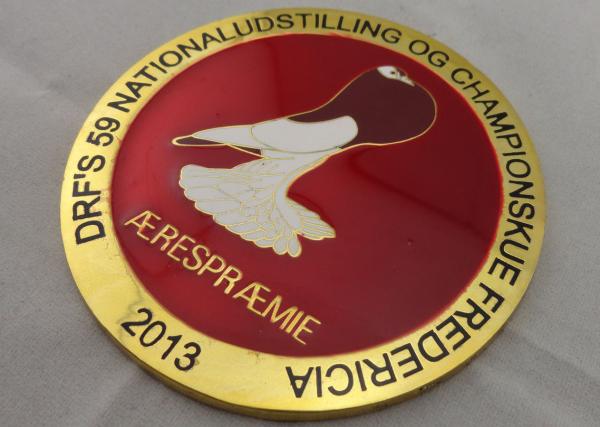 DRF'S 59 NATIONALUDSTILLING OG CHAMPIONSKUE FREDERICIA
ÆRESPRÆMIE
2013